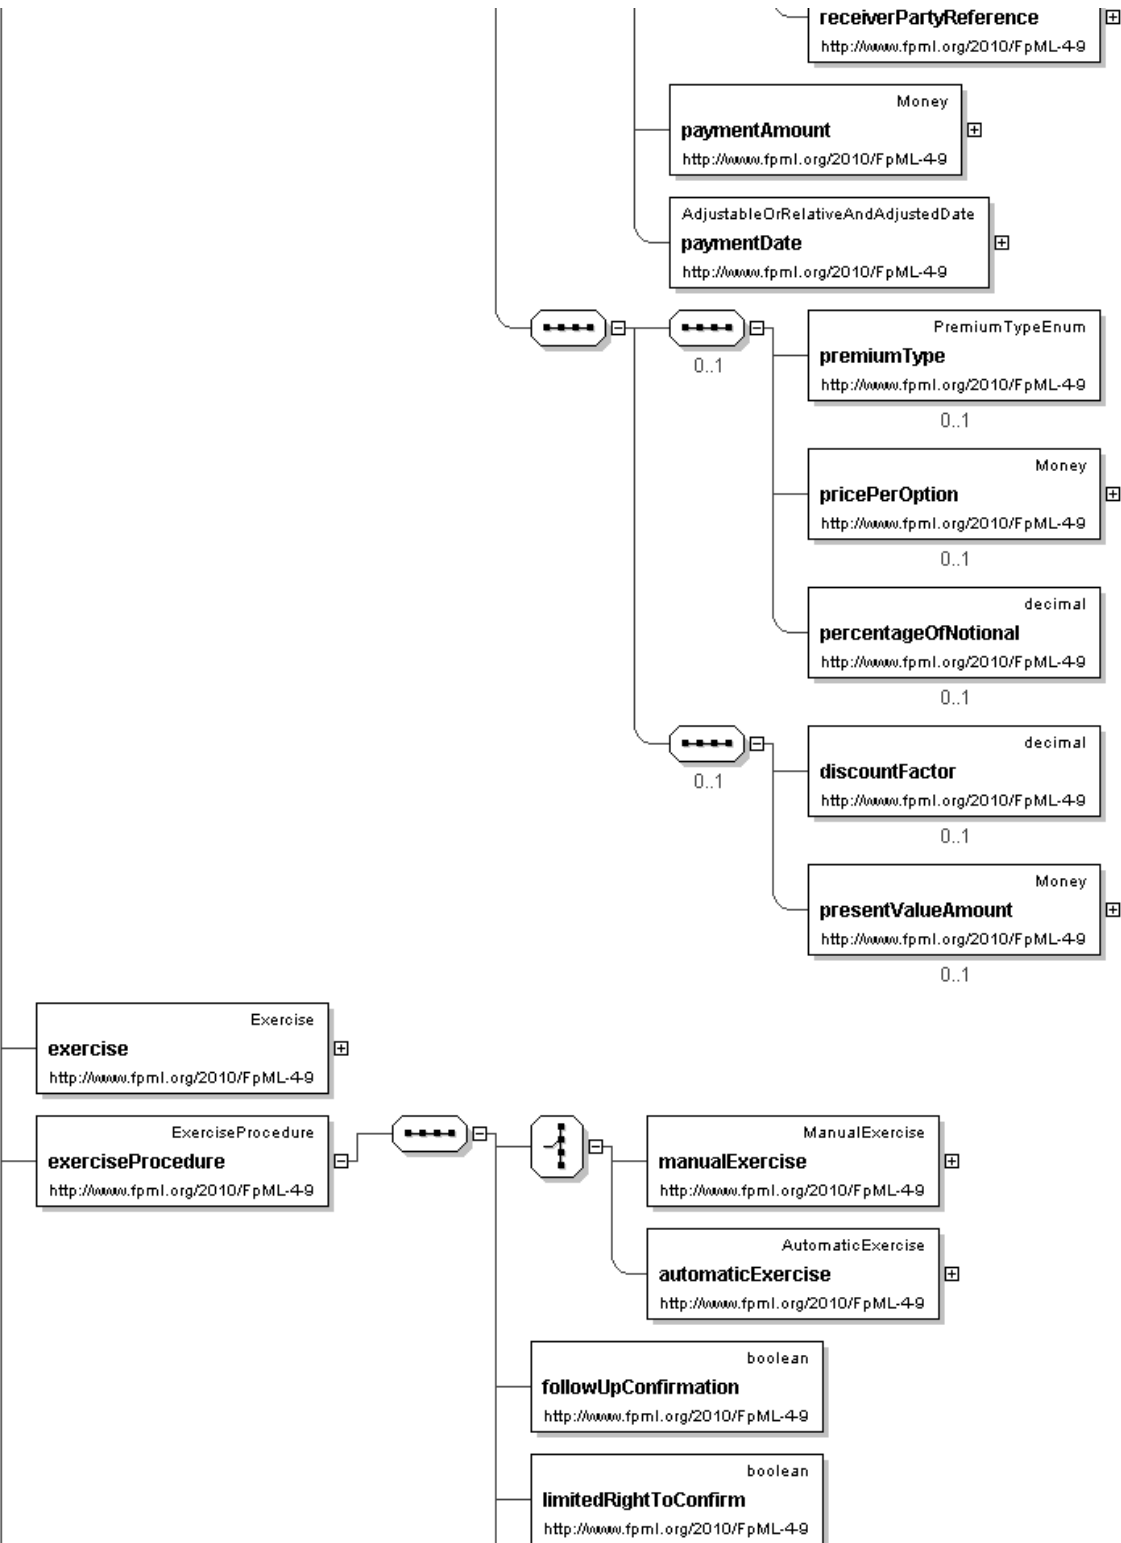 receiverPartyReference
http://www.fpml.org/2010/FpML-4-9
Money
paymentAmount
http://www.fpml.org/2010/FpML-4-9
AdjustableOrRelativeAndAdjustedDate
paymentDate
http://www.fpml.org/2010/FpML-4-9
0..1
PremiumTypeEnum
premiumType
http://www.fpml.org/2010/FpML-4-9
0..1
Money
pricePerOption
http://www.fpml.org/2010/FpML-4-9
0..1
decimal
percentageOfNotional
http://www.fpml.org/2010/FpML-4-9
0..1
0..1
decimal
discountFactor
http://www.fpml.org/2010/FpML-4-9
0..1
Money
presentValueAmount
http://www.fpml.org/2010/FpML-4-9
0..1
Exercise
exercise
http://www.fpml.org/2010/FpML-4-9
ExerciseProcedure
exerciseProcedure
http://www.fpml.org/2010/FpML-4-9
ManualExercise
manualExercise
http://www.fpml.org/2010/FpML-4-9
AutomaticExercise
automaticExercise
http://www.fpml.org/2010/FpML-4-9
boolean
followUpConfirmation
http://www.fpml.org/2010/FpML-4-9
boolean
limitedRightToConfirm
http://www.fpml.org/2010/FpML-4-9